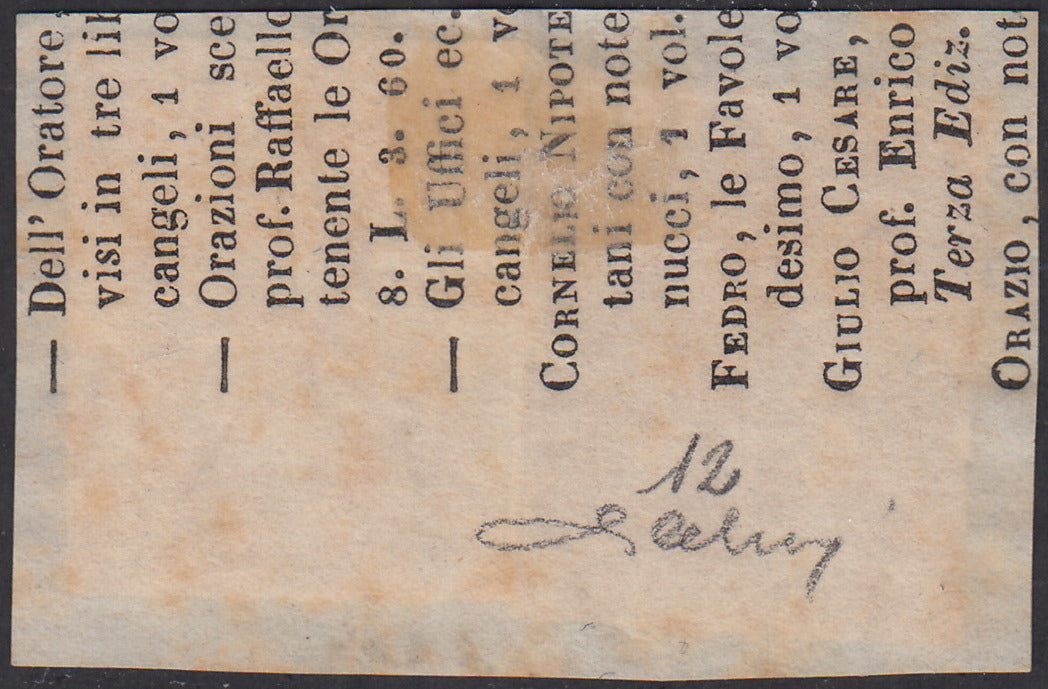 — Dell' Oratore
visi in tre li
cangeli, 1 vo
— Orazioni sce
prof. Raffaello
tenente le Or
8. L. 3. 60.
— Gli Uffici ec.
cangeli, 1 v
CORNELIO NIPOTE
tani con note
nucci, 1 vol.
FEDRO, le Favole
desimo, 1 vo
GIULIO CESARE,
prof. Enrico
Terza Ediz.
ORAZIO, con not
12